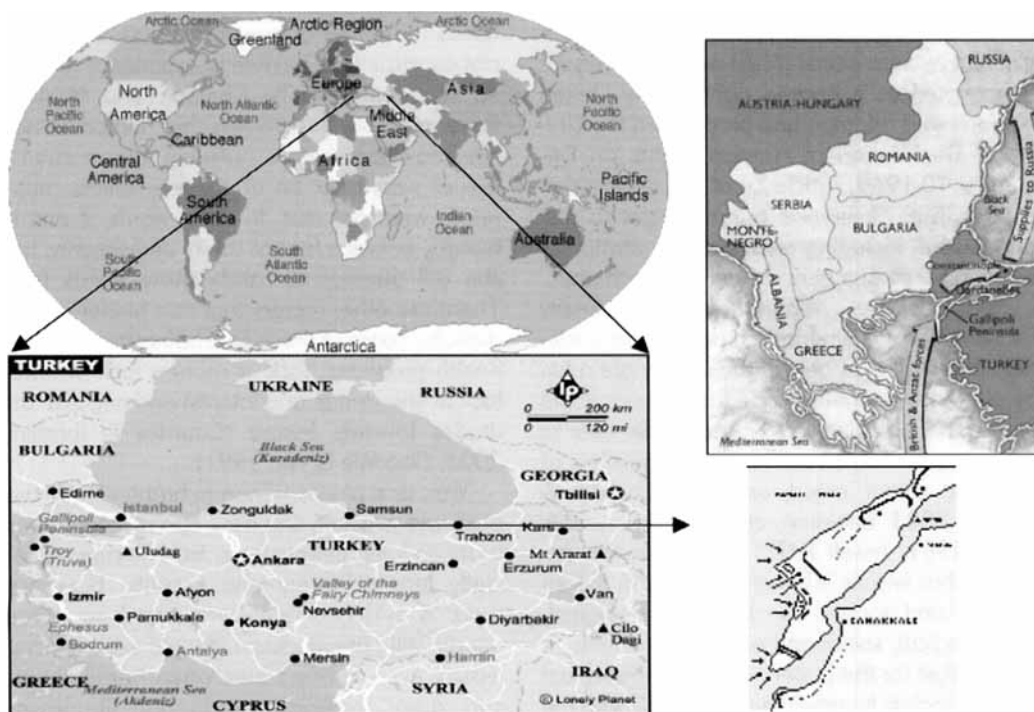 Arctic Ocean
Arctic Region
Arctic Ocean
Greenland
North
America
Europe
Asia
North
Pacific
Ocean
North Atlantic
Ocean
Middle
East
North
Pacific
Ocean
Caribbean
Central
America
Africa
Pacific
Islands
South
America
Indian
Ocean
Australia
South
Pacific
Ocean
South
Atlantic
Ocean
Antarctica
TURKEY
ROMANIA
UKRAINE
RUSSIA
lp
0 200 km
0 120 mi
Black Sea
(Karadeniz)
BULGARIA
GEORGIA
Tbilisi
Edirne
Istanbul
Zonguldak
Samsun
Gallipoli
Peninsula
Trabzon
Kars
Troy
(Truva)
Uludag
TURKEY
Ankara
Erzincan
Erzurum
Mt Ararat
Valley of the
Fairy Chimneys
Izmir
Afyon
Nevsehir
Van
Ephesus
Pamukkale
Konya
Diyarbakir
Cilo
Dagi
Bodrum
Antalya
Mersin
Harran
GREECE
Mediterranean Sea
(Akdeniz)
CYPRUS
SYRIA
IRAQ
© Lonely Planet
RUSSIA
AUSTRIA-HUNGARY
ROMANIA
Supplies to Russia
Black
Sea
SERBIA
BULGARIA
MONTE-
NEGRO
Constantinople
Dardanelles
ALBANIA
Gallipoli
Peninsula
GREECE
TURKEY
British & Anzac forces
Mediterranean Sea
CANAKKALE